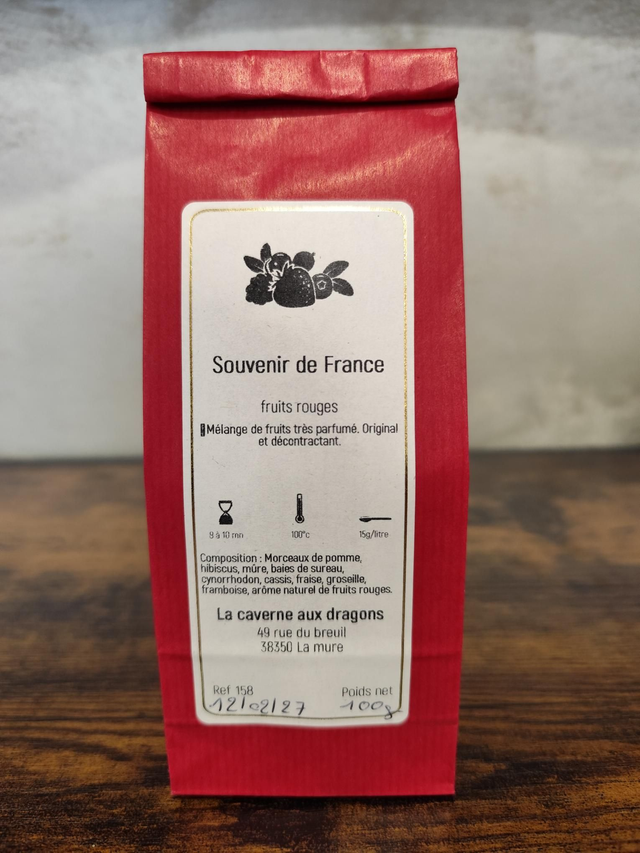 Souvenir de France
fruits rouges
Mélange de fruits très parfumé. Original
et décontractant.
8 à 10 mn 100°c 15g/litre
Composition : Morceaux de pomme,
hibiscus, mûre, baies de sureau,
cynorrhodon, cassis, fraise, groseille,
framboise, arôme naturel de fruits rouges.
La caverne aux dragons
49 rue du breuil
38350 La mure
Ref 158 Poids net
12/02/27 100g